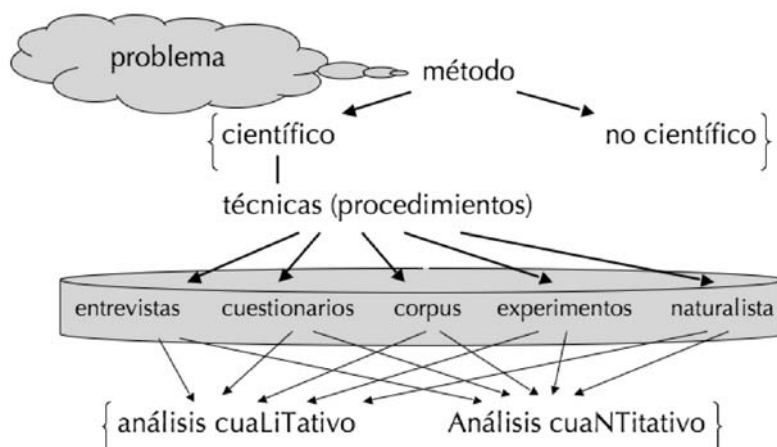 problema
método
científico
no científico
técnicas (procedimientos)
entrevistas cuestionarios corpus experimentos naturalista
análisis cuaLiTativo Análisis cuaNTitativo